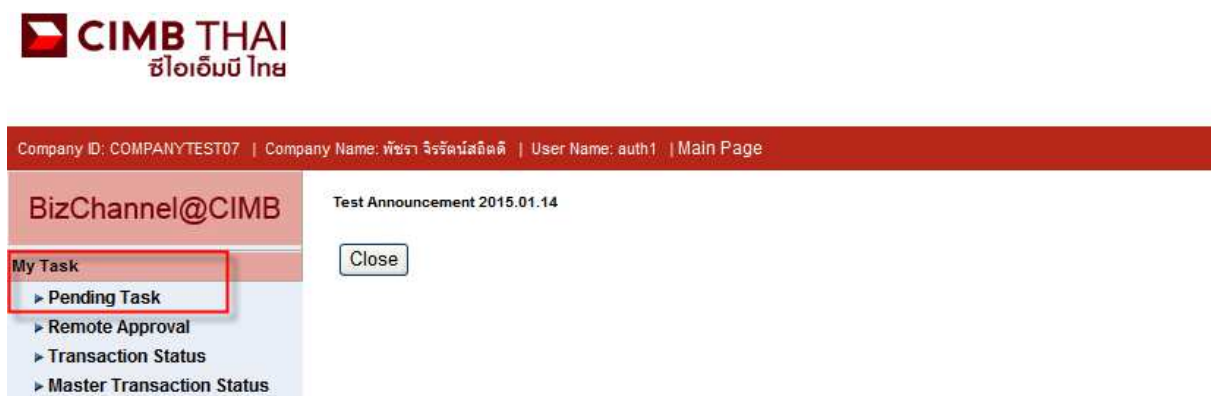 CIMB THAI
ซีไอเอ็มบี ไทย
Company ID: COMPANYTEST07 | Company Name: พัชรา จิรรัตน์สถิตติ | User Name: auth1 | Main Page
BizChannel@CIMB
Test Announcement 2015.01.14
Close
My Task
Pending Task
Remote Approval
Transaction Status
Master Transaction Status